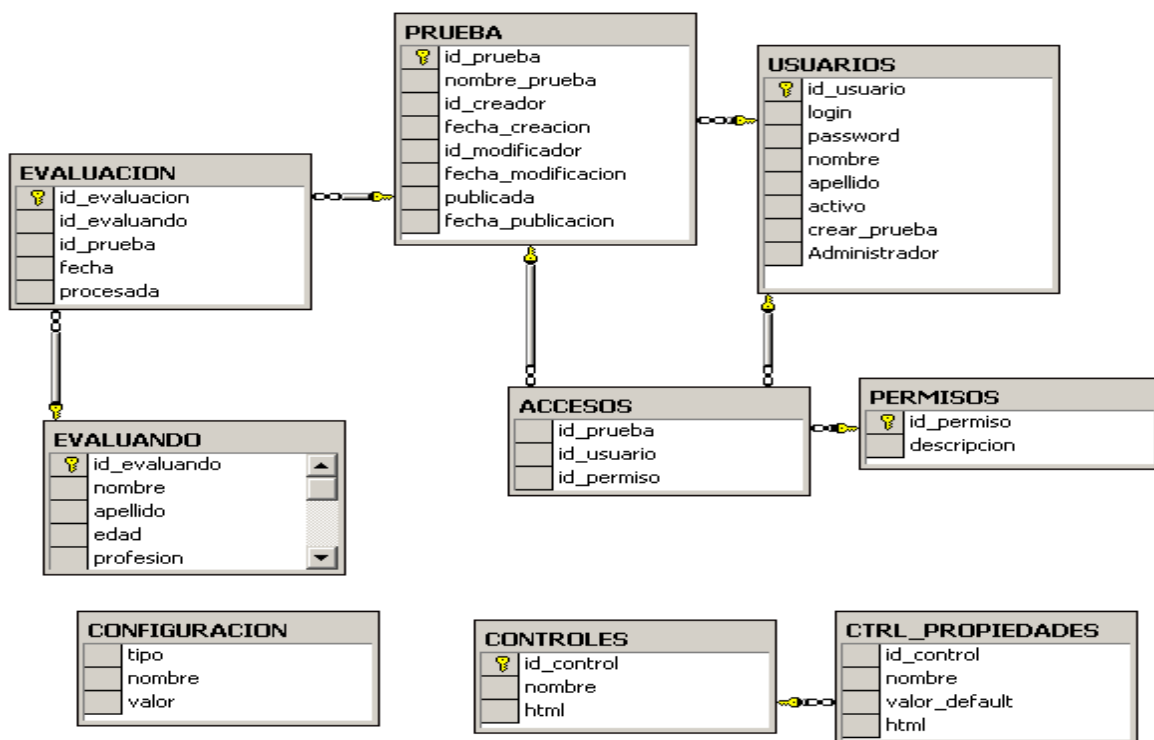 PRUEBA
id_prueba
nombre_prueba
id_creador
fecha_creacion
id_modificador
fecha_modificacion
publicada
fecha_publicacion
USUARIOS
id_usuario
login
password
nombre
apellido
activo
crear_prueba
Administrador
EVALUACION
id_evaluacion
id_evaluando
id_prueba
fecha
procesada
ACCESOS
id_prueba
id_usuario
id_permiso
PERMISOS
id_permiso
descripcion
EVALUANDO
id_evaluando
nombre
apellido
edad
profesion
CONFIGURACION
tipo
nombre
valor
CONTROLES
id_control
nombre
html
CTRL_PROPIEDADES
id_control
nombre
valor_default
html